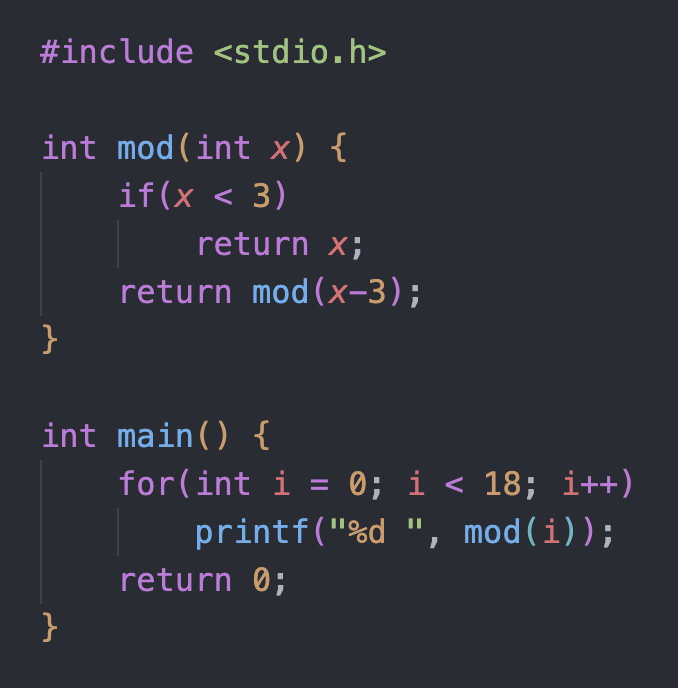 #include <stdio.h>

int mod(int x) {
    if(x < 3)
        return x;
    return mod(x-3);
}

int main() {
    for(int i = 0; i < 18; i++)
        printf("%d ", mod(i));
    return 0;
}